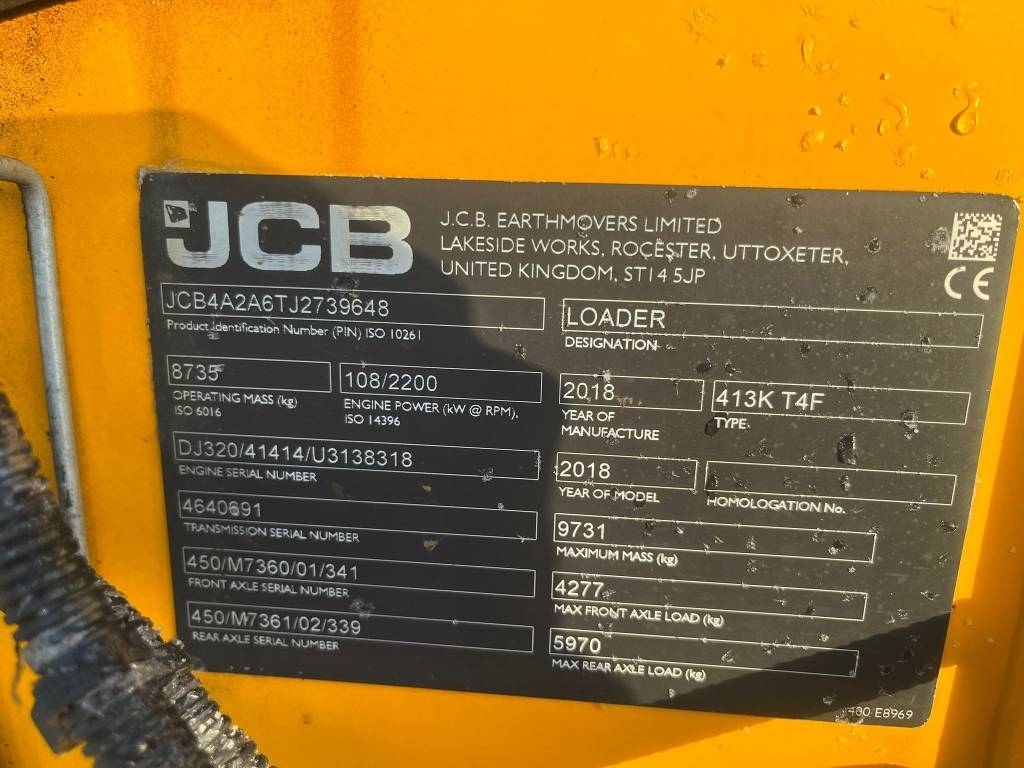 JCB
J.C.B. EARTHMOVERS LIMITED
LAKESIDE WORKS, ROCESTER, UTTOXETER,
UNITED KINGDOM, ST14 5JP
CE
JCB4A2A6TJ2739648
Product Identification Number (PIN) ISO 10261
LOADER
DESIGNATION
8735
OPERATING MASS (kg)
ISO 6016
108/2200
ENGINE POWER (kW @ RPM),
ISO 14396
2018
YEAR OF
MANUFACTURE
413K T4F
TYPE
DJ320/41414/U3138318
ENGINE SERIAL NUMBER
2018
YEAR OF MODEL
HOMOLOGATION No.
4640691
TRANSMISSION SERIAL NUMBER
9731
MAXIMUM MASS (kg)
450/M7360/01/341
FRONT AXLE SERIAL NUMBER
4277
MAX FRONT AXLE LOAD (kg)
450/M7361/02/339
REAR AXLE SERIAL NUMBER
5970
MAX REAR AXLE LOAD (kg)
E8969